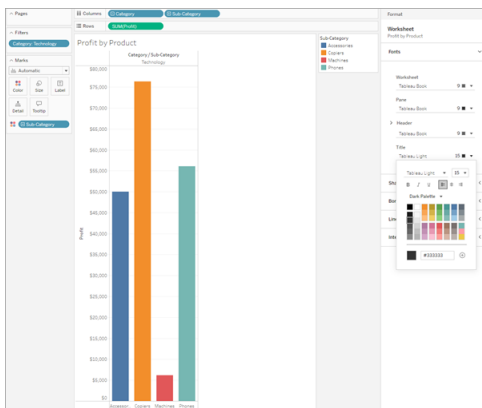 Pages
Columns
Category
Sub-Category
Rows
SUM(Profit)
Filters
Category: Technology
Marks
Automatic
Color
Size
Label
Detail
Tooltip
Sub-Category
Profit by Product
Category / Sub-Category
Technology
$80,000
$75,000
$70,000
$65,000
$60,000
$55,000
$50,000
$45,000
$40,000
$35,000
$30,000
$25,000
$20,000
$15,000
$10,000
$5,000
$0
Profit
Accessor..
Copiers
Machines
Phones
Sub-Category
Accessories
Copiers
Machines
Phones
Format
Worksheet
Profit by Product
Fonts
Worksheet
Tableau Book 9
Pane
Tableau Book 9
Header
Tableau Book 9
Title
Tableau Light 15
Tableau Light 15
B I U
Dark Palette
#333333